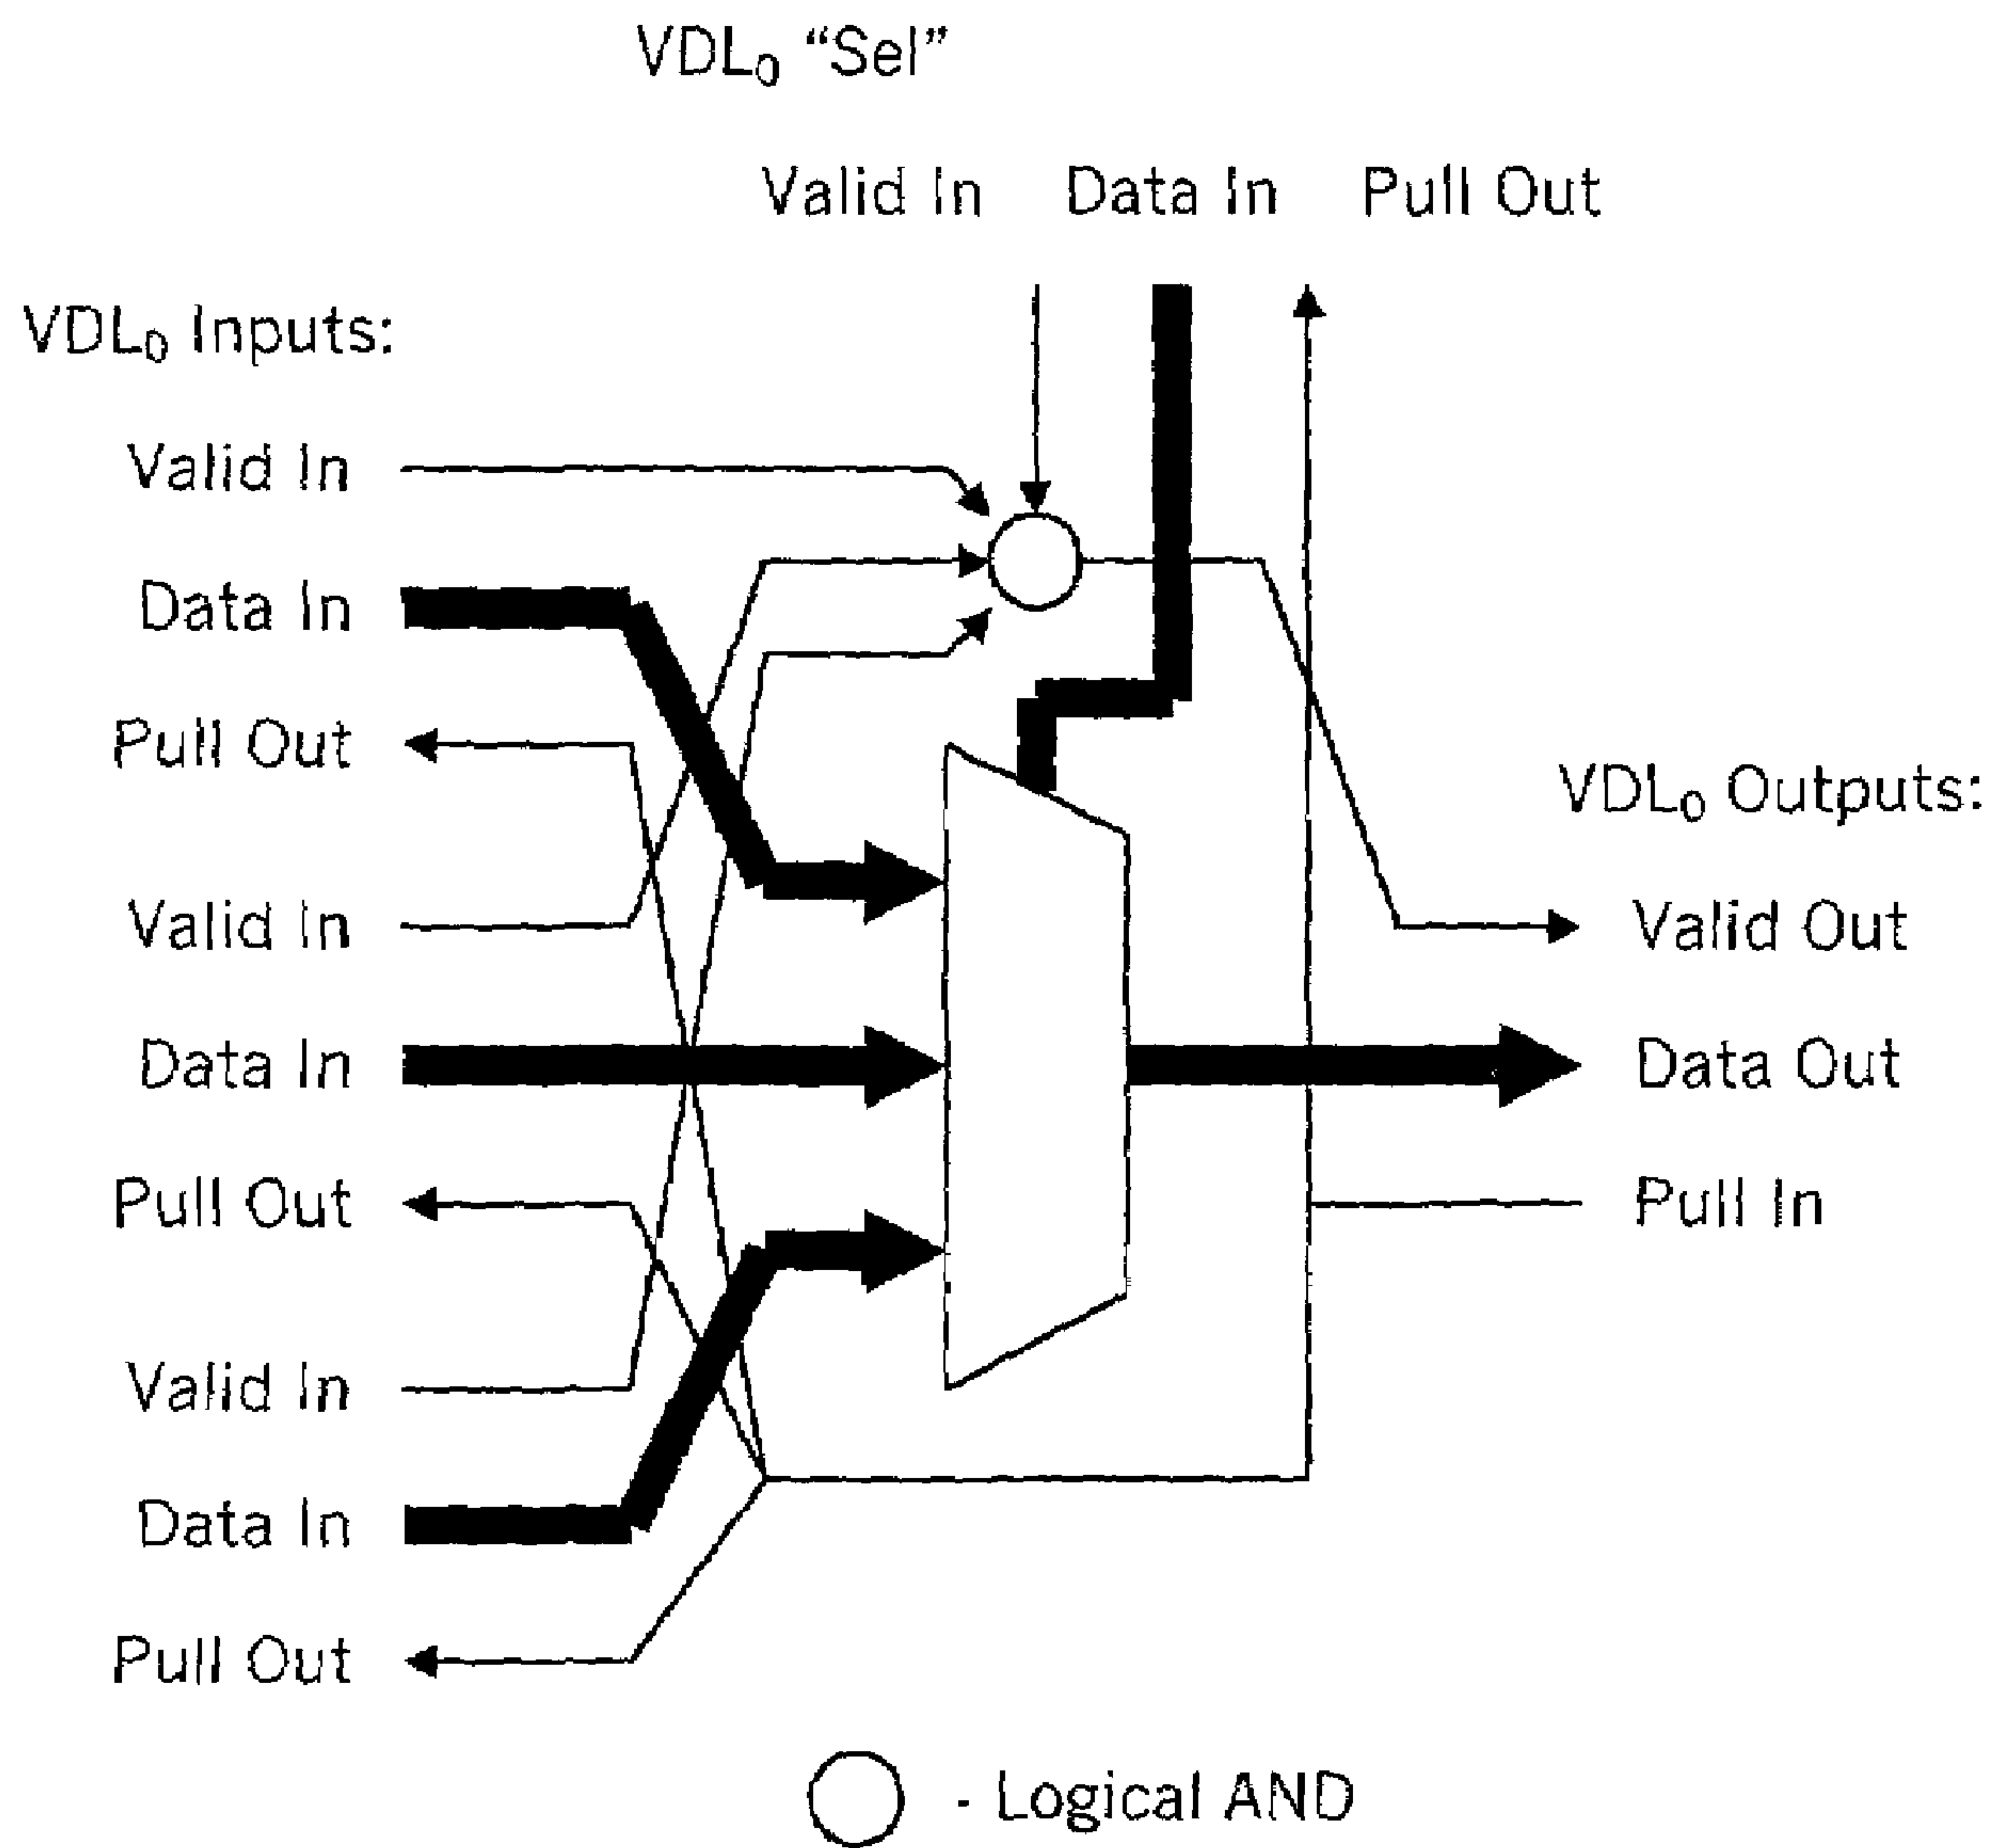 VDL₀ “Sel”
Valid In Data In Pull Out
VDL₀ Inputs:
Valid In
Data In
Pull Out
Valid In
Data In
Pull Out
Valid In
Data In
Pull Out
VDL₀ Outputs:
Valid Out
Data Out
Pull In
- Logical AND